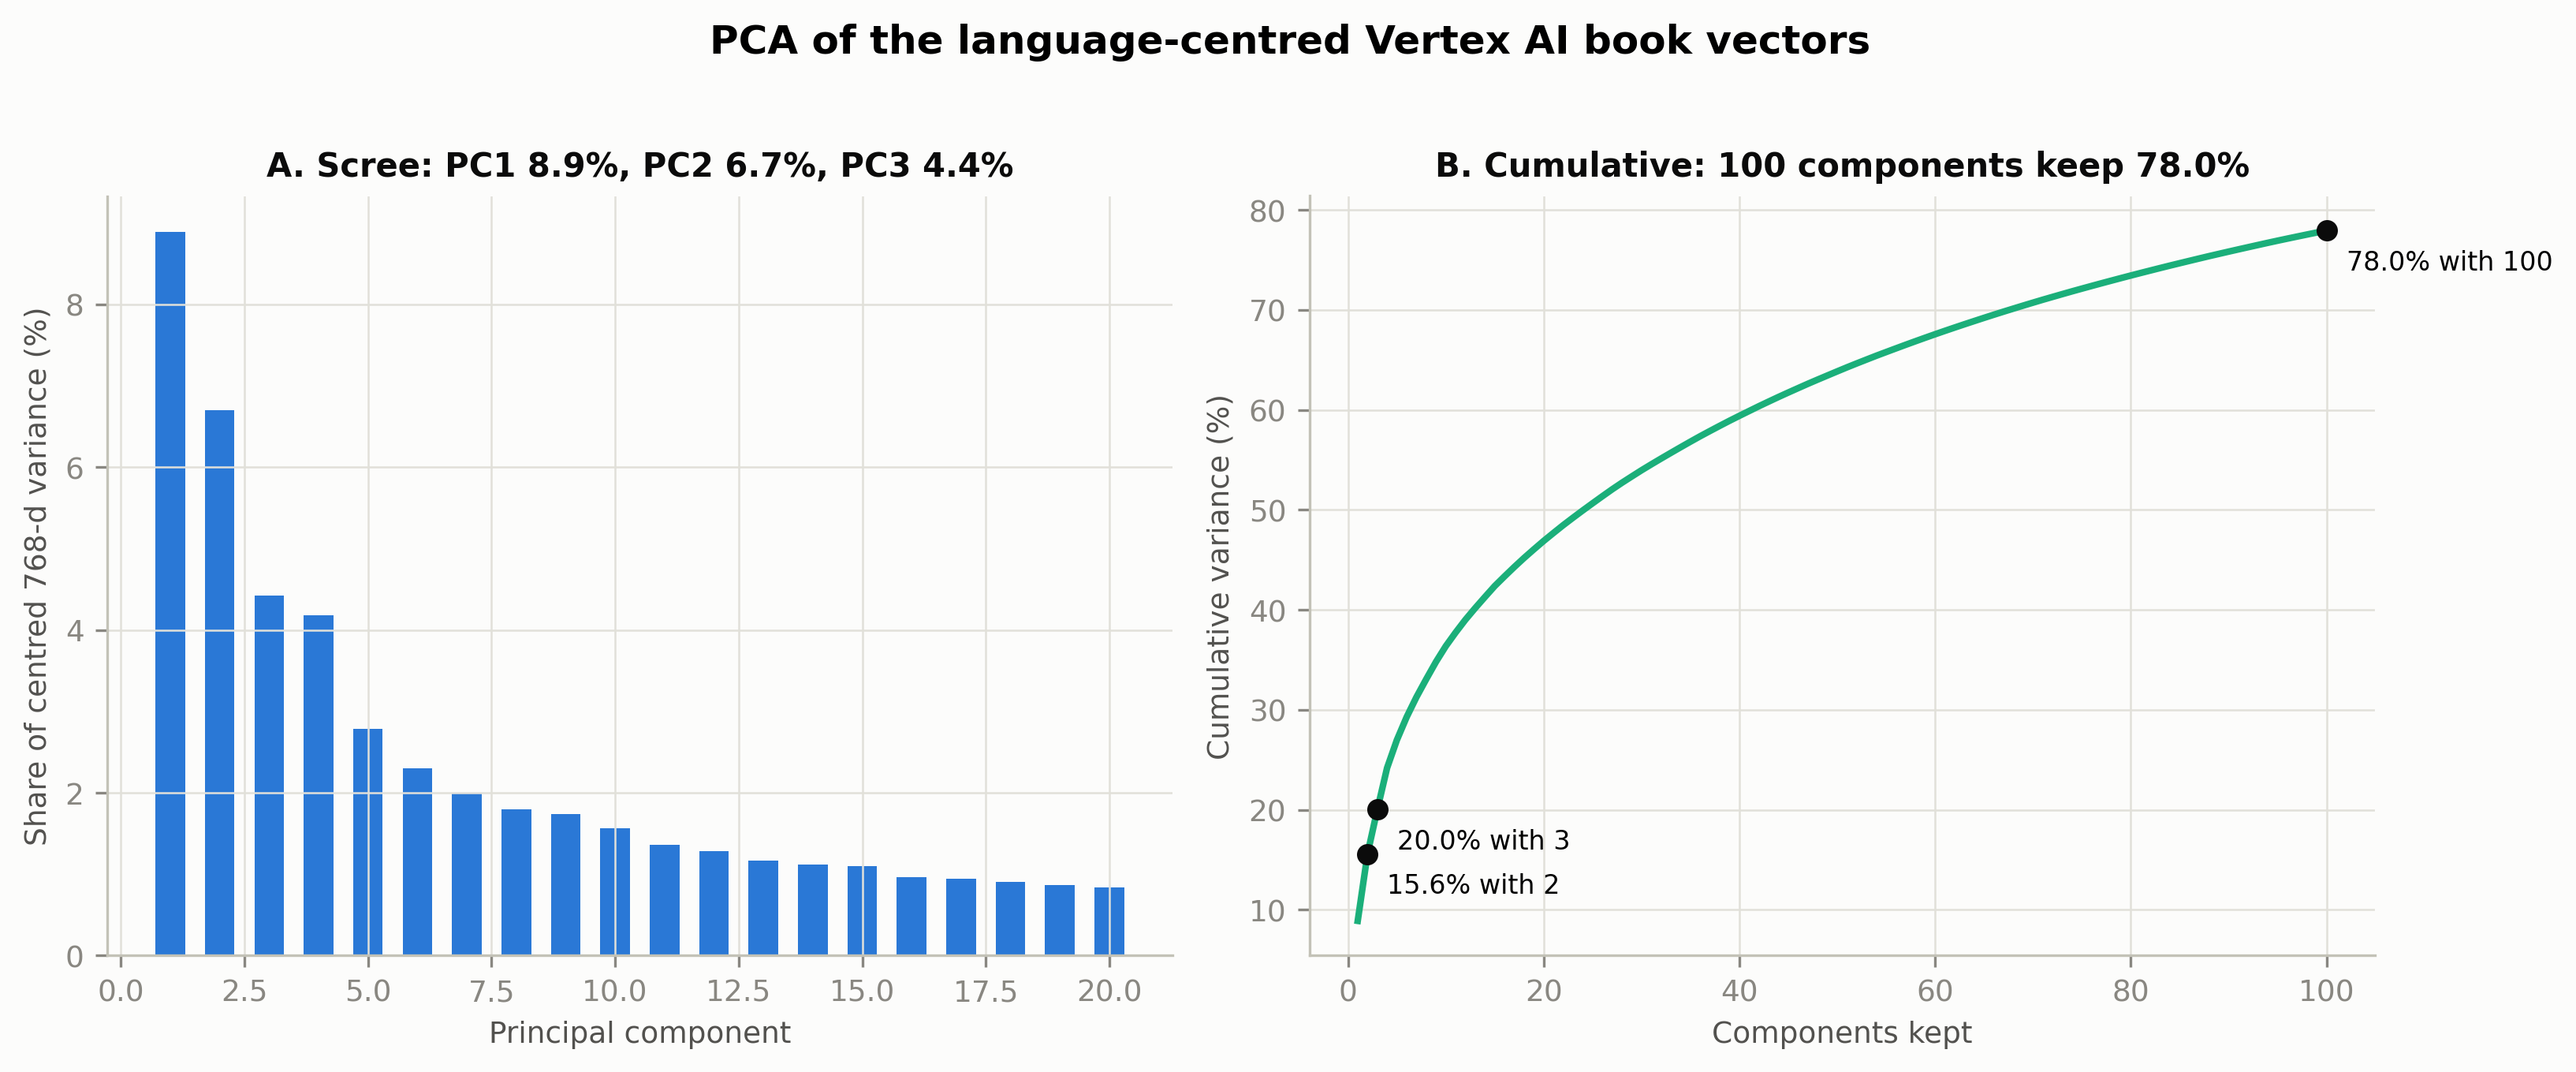 PCA of the language-centred Vertex AI book vectors
A. Scree: PC1 8.9%, PC2 6.7%, PC3 4.4%
Share of centred 768-d variance (%)
8
6
4
2
0
0.0 2.5 5.0 7.5 10.0 12.5 15.0 17.5 20.0
Principal component
B. Cumulative: 100 components keep 78.0%
Cumulative variance (%)
80
70
60
50
40
30
20
10
78.0% with 100
20.0% with 3
15.6% with 2
0 20 40 60 80 100
Components kept